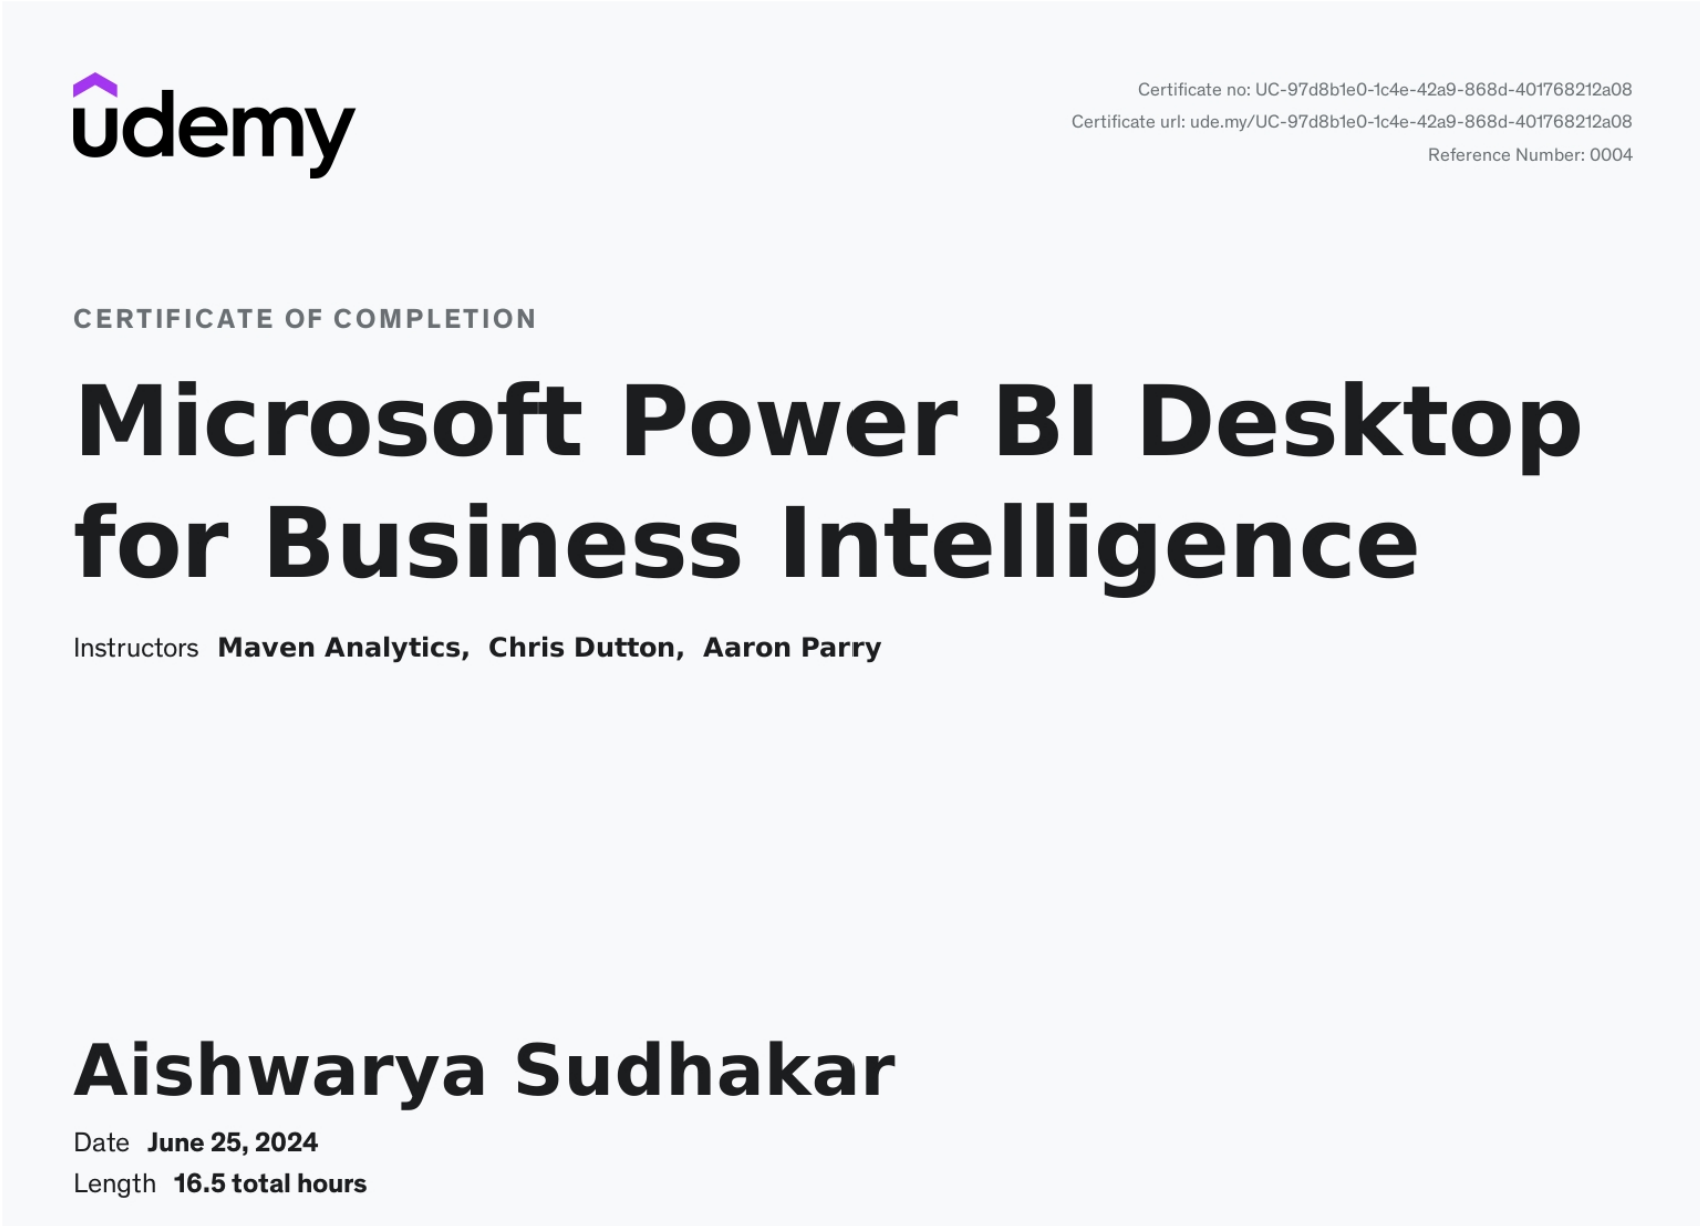 udemy
Certificate no: UC-97d8b1e0-1c4e-42a9-868d-401768212a08
Certificate url: ude.my/UC-97d8b1e0-1c4e-42a9-868d-401768212a08
Reference Number: 0004
CERTIFICATE OF COMPLETION
Microsoft Power BI Desktop
for Business Intelligence
Instructors Maven Analytics, Chris Dutton, Aaron Parry
Aishwarya Sudhakar
Date June 25, 2024
Length 16.5 total hours